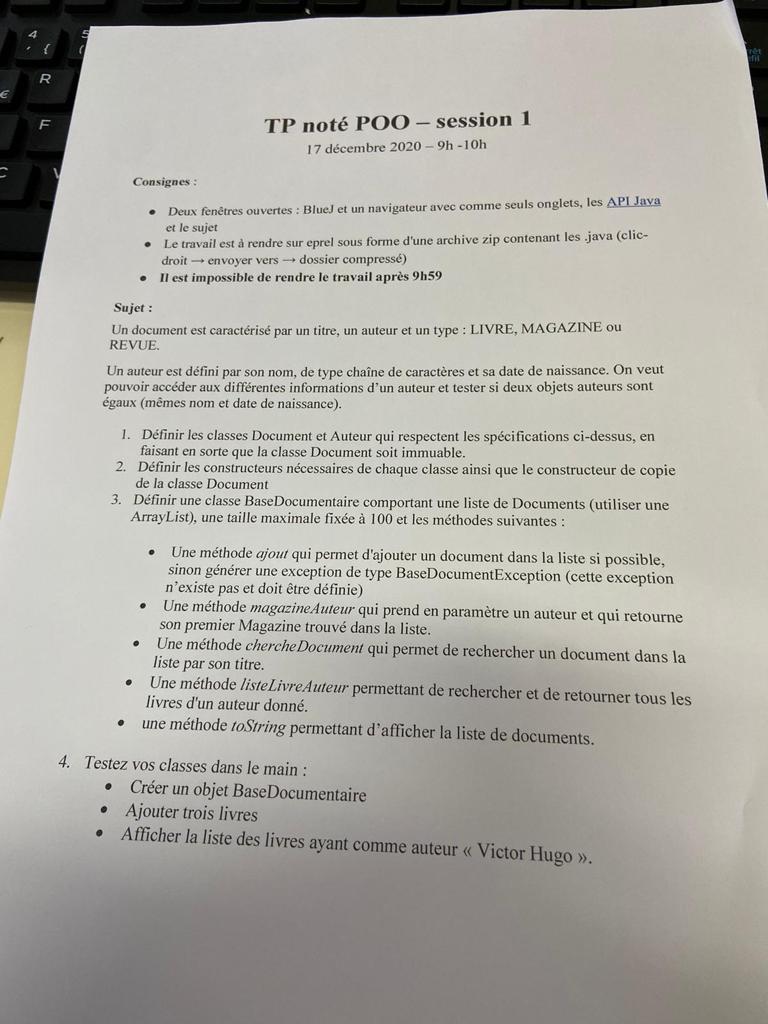 TP noté POO – session 1
17 décembre 2020 – 9h -10h
Consignes :
• Deux fenêtres ouvertes : BlueJ et un navigateur avec comme seuls onglets, les API Java
et le sujet
• Le travail est à rendre sur eprel sous forme d'une archive zip contenant les .java (clic-
droit → envoyer vers → dossier compressé)
• Il est impossible de rendre le travail après 9h59
Sujet :
Un document est caractérisé par un titre, un auteur et un type : LIVRE, MAGAZINE ou
REVUE.
Un auteur est défini par son nom, de type chaîne de caractères et sa date de naissance. On veut
pouvoir accéder aux différentes informations d'un auteur et tester si deux objets auteurs sont
égaux (mêmes nom et date de naissance).
1. Définir les classes Document et Auteur qui respectent les spécifications ci-dessus, en
faisant en sorte que la classe Document soit immuable.
2. Définir les constructeurs nécessaires de chaque classe ainsi que le constructeur de copie
de la classe Document
3. Définir une classe BaseDocumentaire comportant une liste de Documents (utiliser une
ArrayList), une taille maximale fixée à 100 et les méthodes suivantes :
• Une méthode ajout qui permet d'ajouter un document dans la liste si possible,
sinon générer une exception de type BaseDocumentException (cette exception
n'existe pas et doit être définie)
• Une méthode magazineAuteur qui prend en paramètre un auteur et qui retourne
son premier Magazine trouvé dans la liste.
• Une méthode chercheDocument qui permet de rechercher un document dans la
liste par son titre.
• Une méthode listeLivreAuteur permettant de rechercher et de retourner tous les
livres d'un auteur donné.
• une méthode toString permettant d'afficher la liste de documents.
4. Testez vos classes dans le main :
• Créer un objet BaseDocumentaire
• Ajouter trois livres
• Afficher la liste des livres ayant comme auteur « Victor Hugo ».
4
' {
5
(
R
€
F
C
V